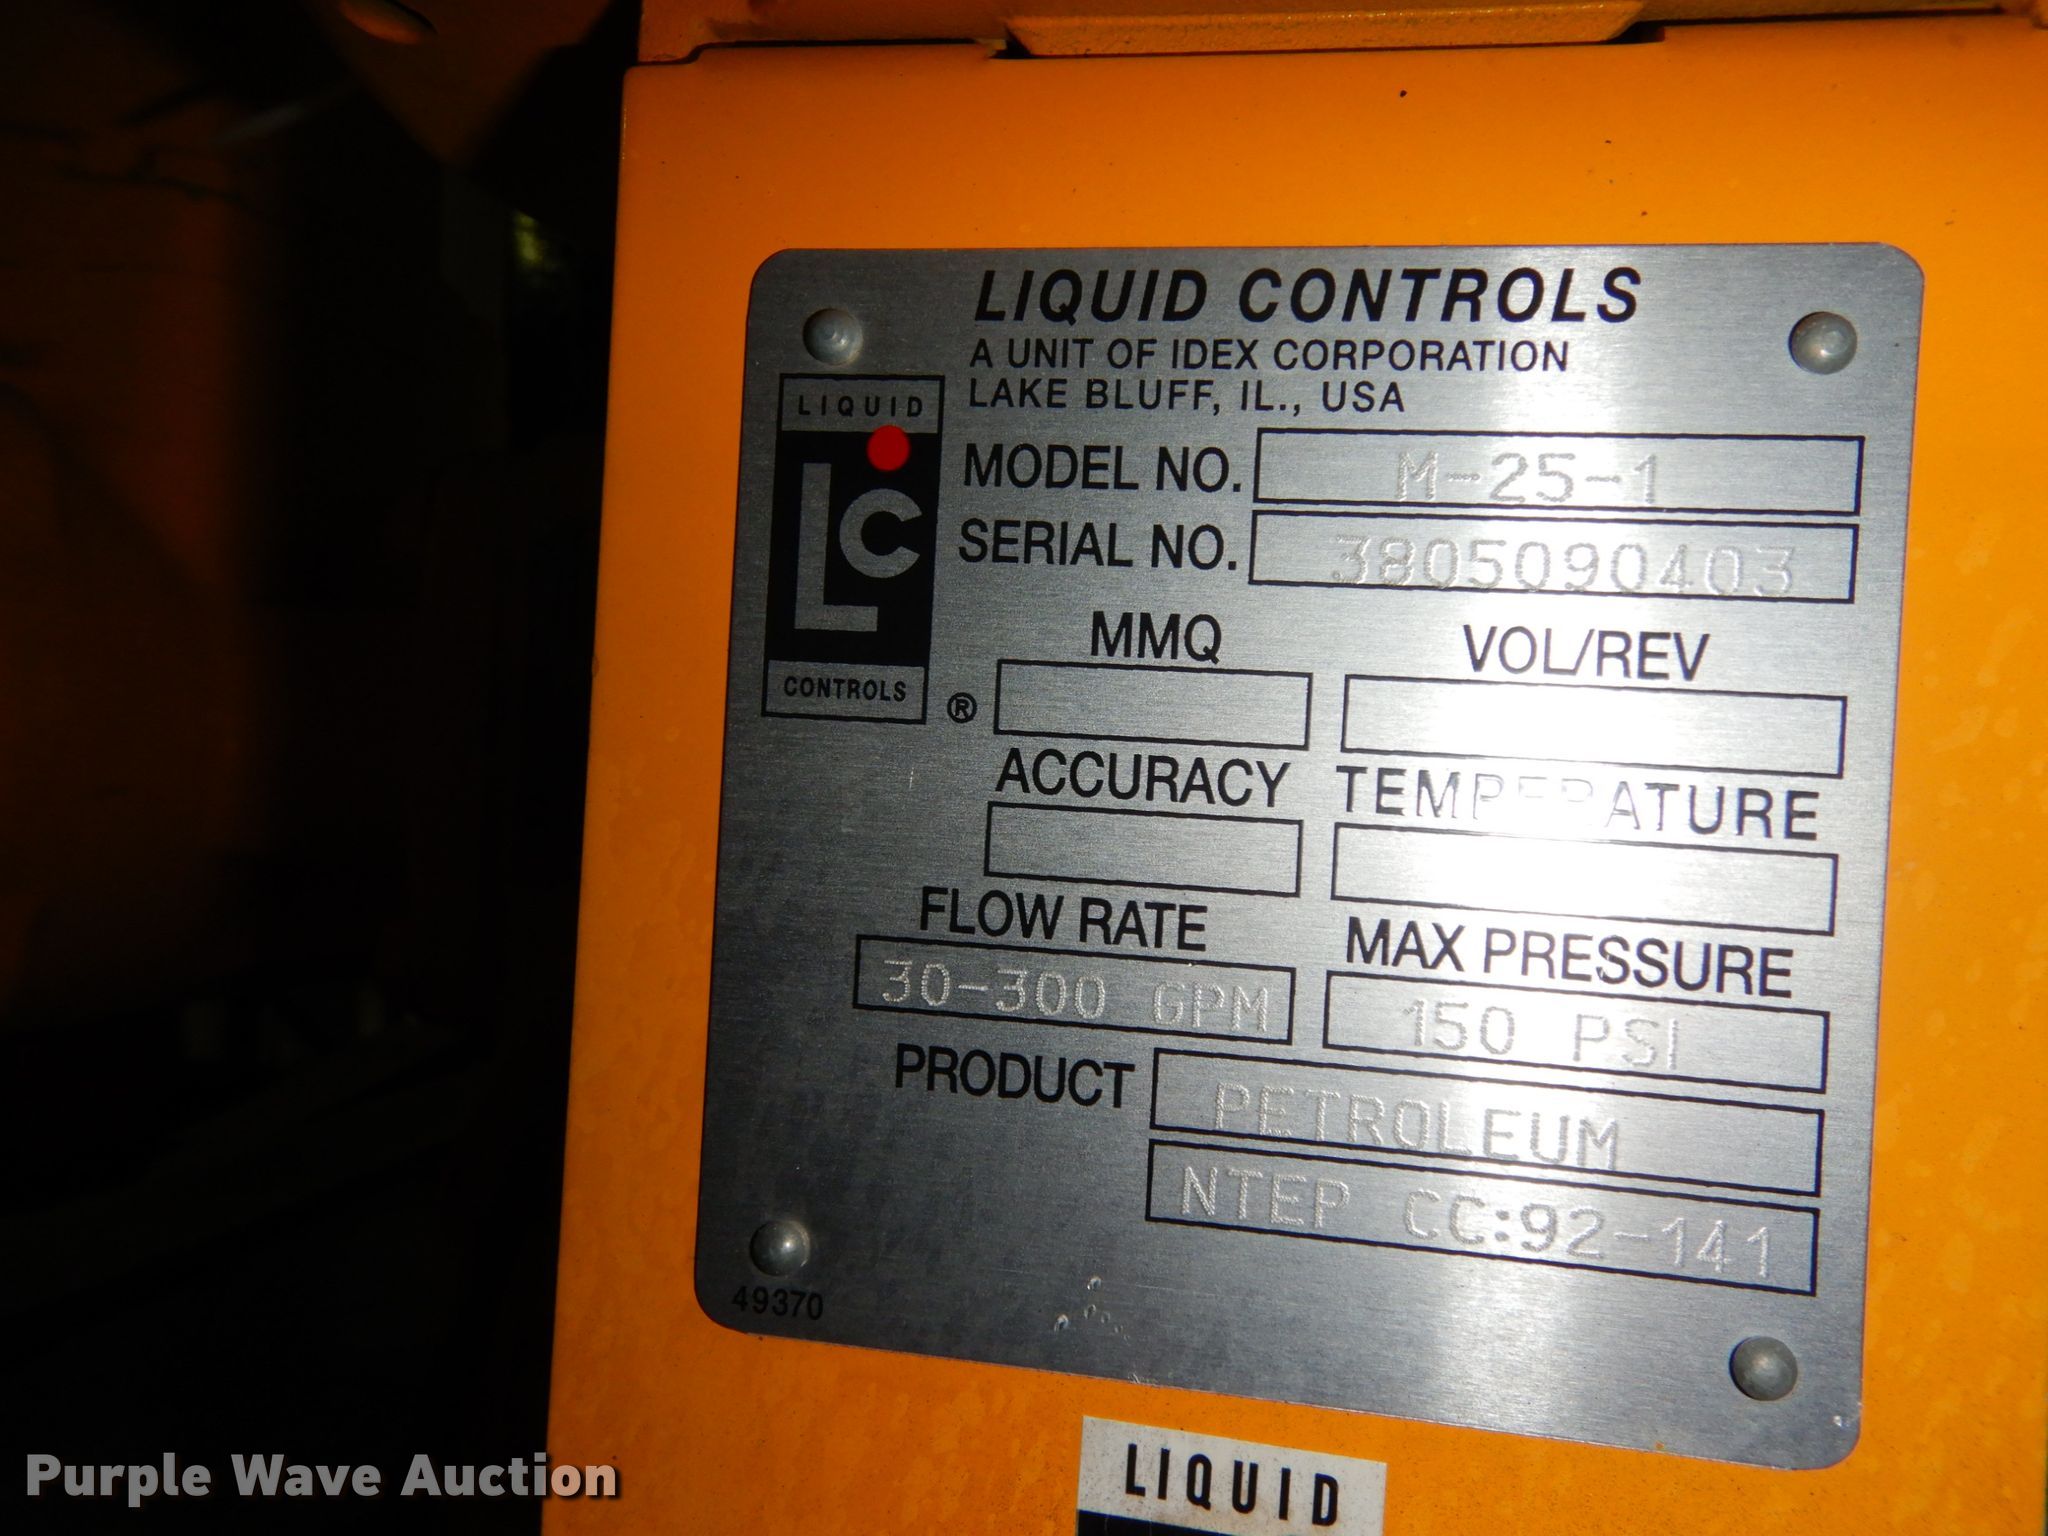 LIQUID CONTROLS
A UNIT OF IDEX CORPORATION
LAKE BLUFF, IL., USA
LIQUID
LC
CONTROLS
®
MODEL NO. M-25-1
SERIAL NO. 3805090403
MMQ VOL/REV
ACCURACY TEMPERATURE
FLOW RATE MAX PRESSURE
30-300 GPM 150 PSI
PRODUCT PETROLEUM
NTEP CC:92-141
49370
LIQUID
Purple Wave Auction